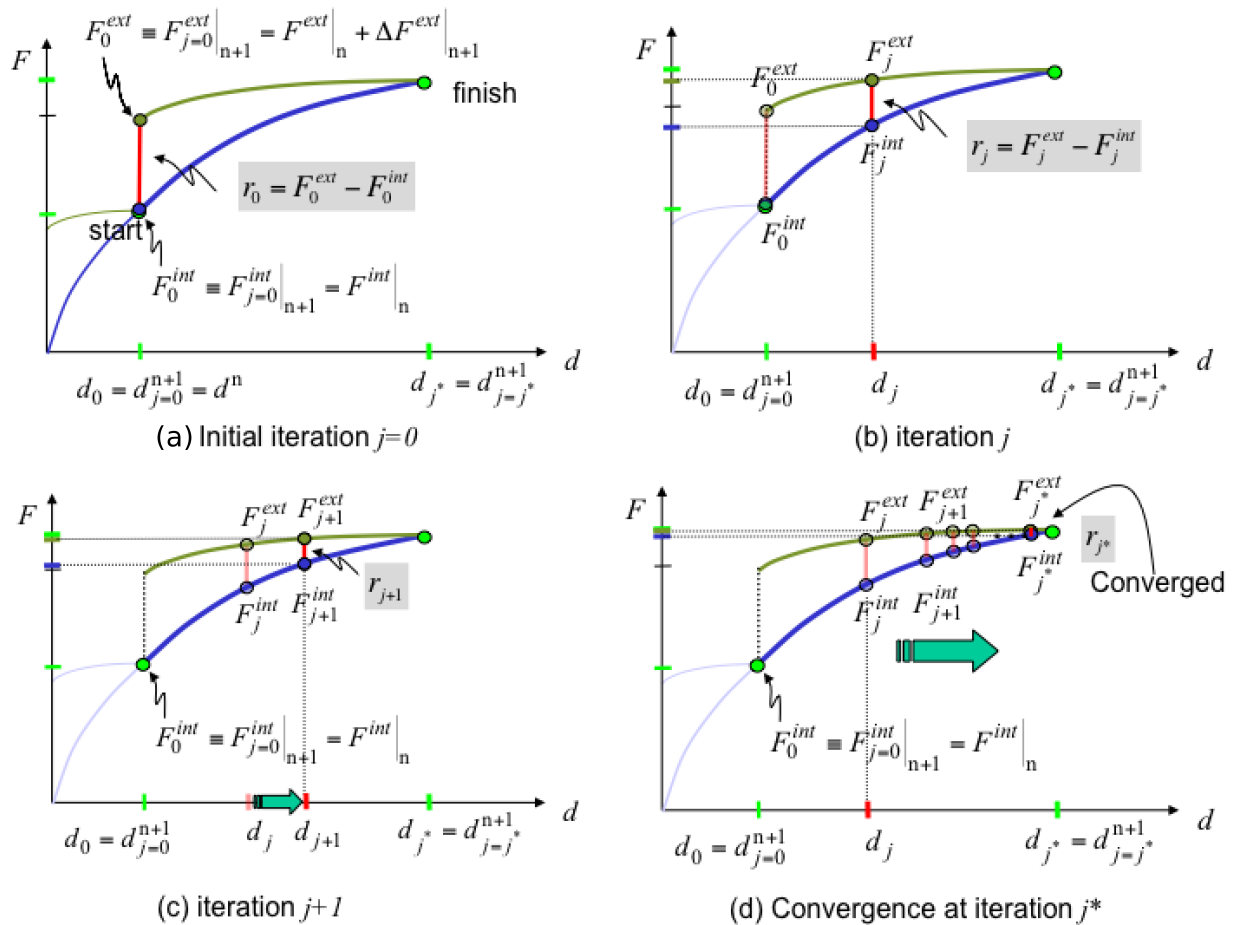 F_0^{ext} ≡ F_{j=0}^{ext}|_{n+1} = F^{ext}|_n + ΔF^{ext}|_{n+1}
F
finish
r_0 = F_0^{ext} − F_0^{int}
start
F_0^{int} ≡ F_{j=0}^{int}|_{n+1} = F^{int}|_n
d
d_0 = d_{j=0}^{n+1} = d^n
d_{j*} = d_{j=j*}^{n+1}
(a) Initial iteration j=0
F
F_0^{ext}
F_j^{ext}
F_j^{int}
r_j = F_j^{ext} − F_j^{int}
F_0^{int}
d
d_0 = d_{j=0}^{n+1}
d_j
d_{j*} = d_{j=j*}^{n+1}
(b) iteration j
F
F_j^{ext}
F_{j+1}^{ext}
r_{j+1}
F_j^{int}
F_{j+1}^{int}
F_0^{int} ≡ F_{j=0}^{int}|_{n+1} = F^{int}|_n
d
d_0 = d_{j=0}^{n+1}
d_j
d_{j+1}
d_{j*} = d_{j=j*}^{n+1}
(c) iteration j+1
F
F_j^{ext}
F_{j+1}^{ext}
F_{j*}^{ext}
r_{j*}
F_{j*}^{int}
Converged
F_j^{int}
F_{j+1}^{int}
F_0^{int} ≡ F_{j=0}^{int}|_{n+1} = F^{int}|_n
d
d_0 = d_{j=0}^{n+1}
d_j
d_{j*} = d_{j=j*}^{n+1}
(d) Convergence at iteration j*